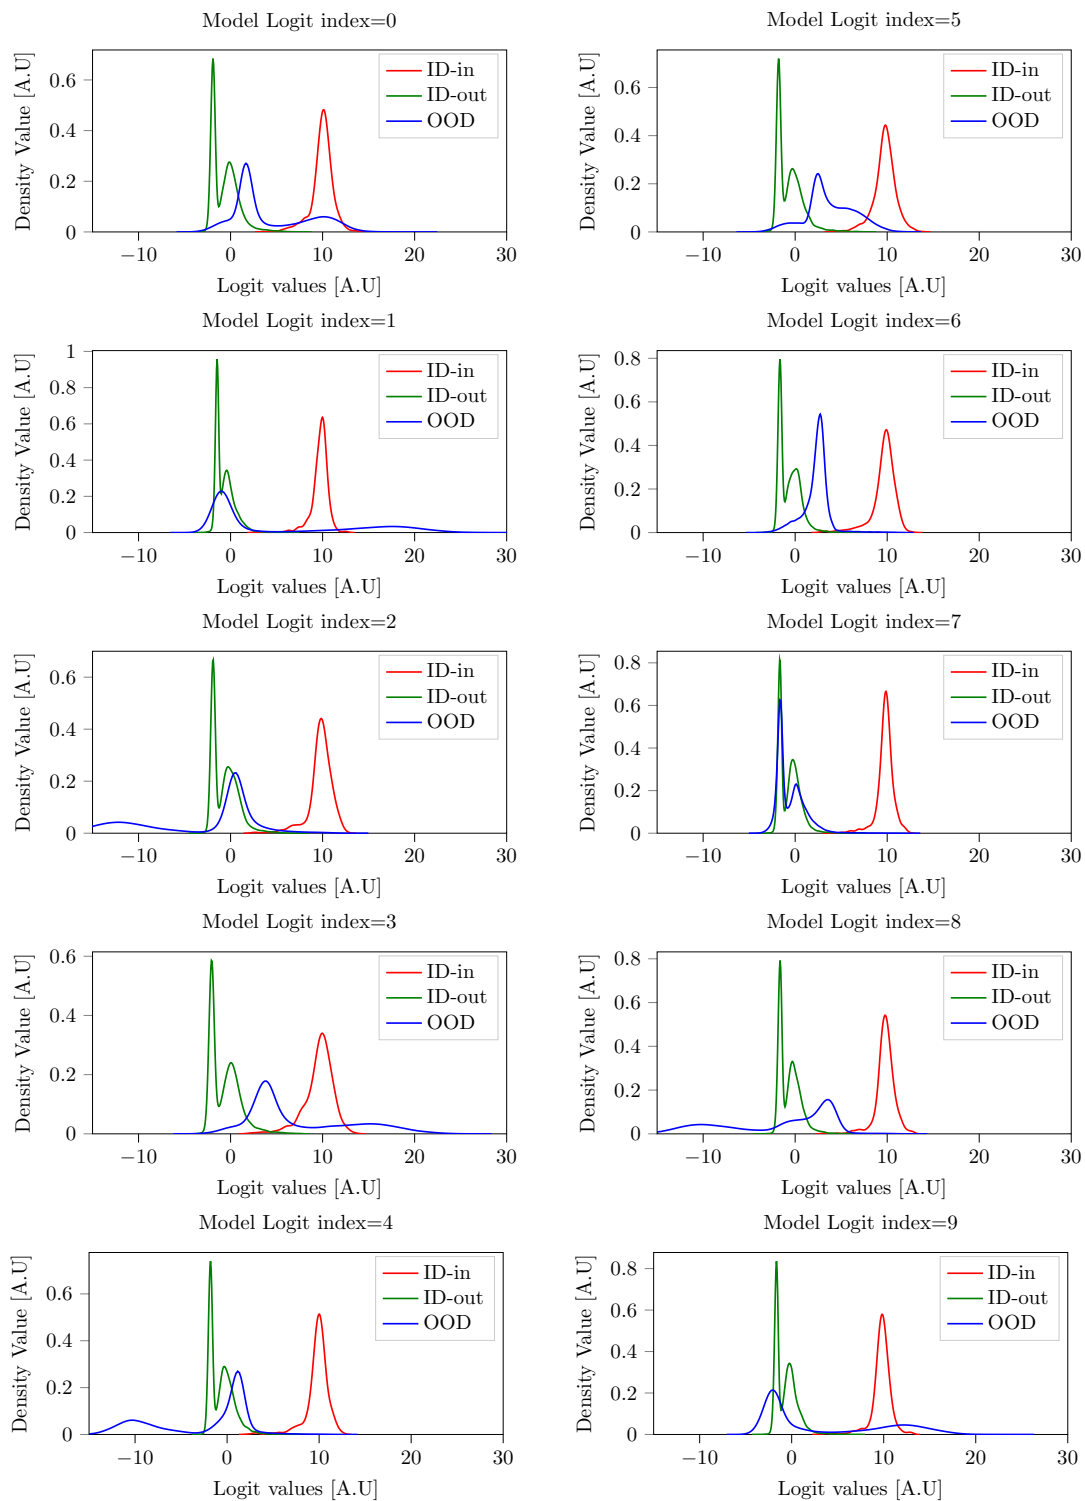 Model Logit index=0
Density Value [A.U]
0.6
0.4
0.2
0
ID-in
ID-out
OOD
−10 0 10 20 30
Logit values [A.U]
Model Logit index=5
Density Value [A.U]
0.6
0.4
0.2
0
ID-in
ID-out
OOD
−10 0 10 20 30
Logit values [A.U]
Model Logit index=1
Density Value [A.U]
1
0.8
0.6
0.4
0.2
0
ID-in
ID-out
OOD
−10 0 10 20 30
Logit values [A.U]
Model Logit index=6
Density Value [A.U]
0.8
0.6
0.4
0.2
0
ID-in
ID-out
OOD
−10 0 10 20 30
Logit values [A.U]
Model Logit index=2
Density Value [A.U]
0.6
0.4
0.2
0
ID-in
ID-out
OOD
−10 0 10 20 30
Logit values [A.U]
Model Logit index=7
Density Value [A.U]
0.8
0.6
0.4
0.2
0
ID-in
ID-out
OOD
−10 0 10 20 30
Logit values [A.U]
Model Logit index=3
Density Value [A.U]
0.6
0.4
0.2
0
ID-in
ID-out
OOD
−10 0 10 20 30
Logit values [A.U]
Model Logit index=8
Density Value [A.U]
0.8
0.6
0.4
0.2
0
ID-in
ID-out
OOD
−10 0 10 20 30
Logit values [A.U]
Model Logit index=4
Density Value [A.U]
0.6
0.4
0.2
0
ID-in
ID-out
OOD
−10 0 10 20 30
Logit values [A.U]
Model Logit index=9
Density Value [A.U]
0.8
0.6
0.4
0.2
0
ID-in
ID-out
OOD
−10 0 10 20 30
Logit values [A.U]